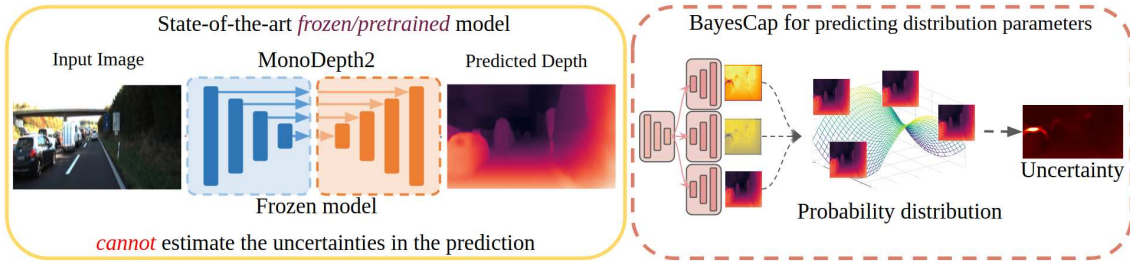 State-of-the-art frozen/pretrained model
Input Image
MonoDepth2
Predicted Depth
Frozen model
cannot estimate the uncertainties in the prediction
BayesCap for predicting distribution parameters
Probability distribution
Uncertainty